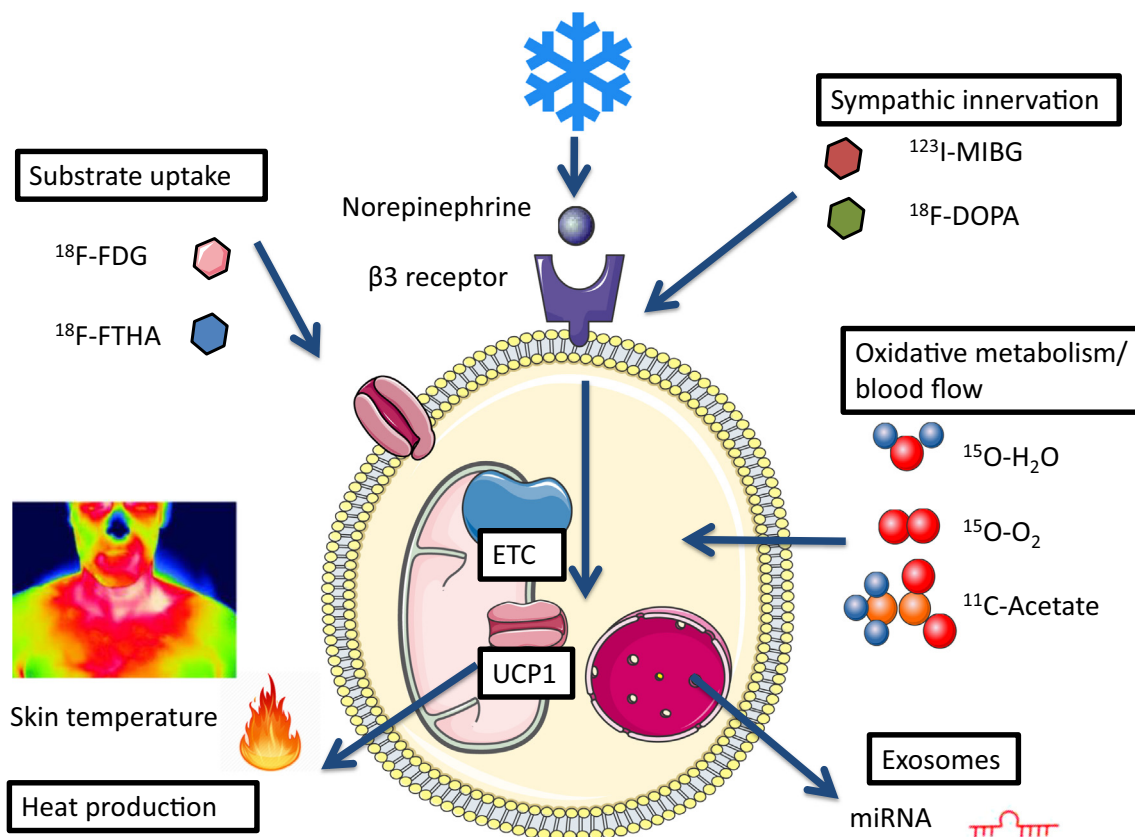 Sympathic innervation
¹²³I-MIBG
¹⁸F-DOPA
Substrate uptake
¹⁸F-FDG
¹⁸F-FTHA
Norepinephrine
β3 receptor
Oxidative metabolism/
blood flow
¹⁵O-H₂O
¹⁵O-O₂
¹¹C-Acetate
ETC
UCP1
Skin temperature
Heat production
Exosomes
miRNA